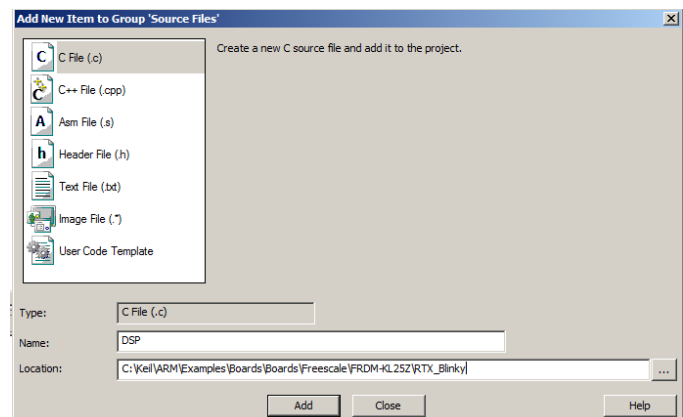 Add New Item to Group 'Source Files'
C File (.c)
Create a new C source file and add it to the project.
C++ File (.cpp)
Asm File (.s)
Header File (.h)
Text File (.txt)
Image File (.*)
User Code Template
Type:
C File (.c)
Name:
DSP
Location:
C:\Keil\ARM\Examples\Boards\Boards\Freescale\FRDM-KL25Z\RTX_Blinky
...
Add
Close
Help